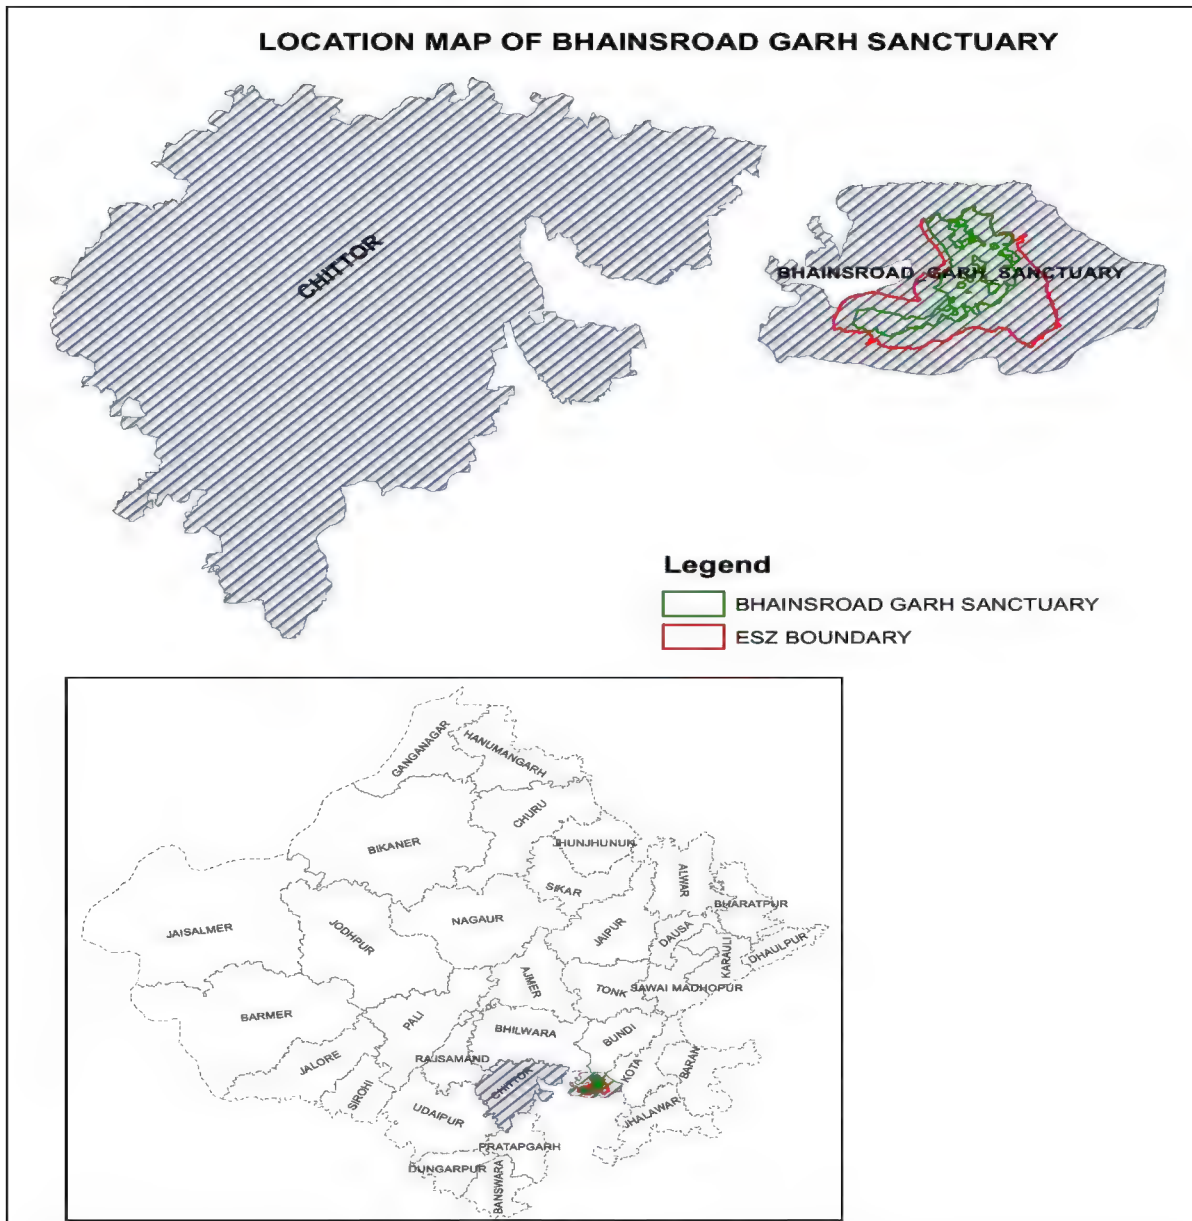 LOCATION MAP OF BHAINSROAD GARH SANCTUARY
CHITTOR
BHAINSROAD GARH SANCTUARY
Legend
BHAINSROAD GARH SANCTUARY
ESZ BOUNDARY
GANGANAGAR
HANUMANGARH
CHURU
JHUNJHUNUN
BIKANER
SIKAR
ALWAR
BHARATPUR
JAISALMER
JODHPUR
NAGAUR
JAIPUR
DAUSA
KARAULI
DHAULPUR
AJMER
TONK
SAWAI MADHOPUR
BARMER
PALI
BHILWARA
BUNDI
JALORE
RAJSAMAND
KOTA
BARAN
SIROHI
CHITTOR
UDAIPUR
JHALAWAR
PRATAPGARH
DUNGARPUR
BANSWARA